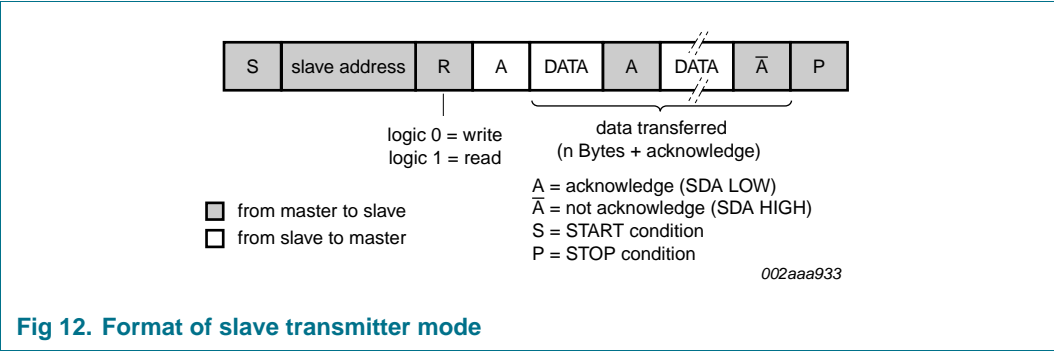 S slave address R A DATA A DATA A̅ P
logic 0 = write
logic 1 = read
data transferred
(n Bytes + acknowledge)
A = acknowledge (SDA LOW)
A̅ = not acknowledge (SDA HIGH)
S = START condition
P = STOP condition
from master to slave
from slave to master
002aaa933
Fig 12. Format of slave transmitter mode